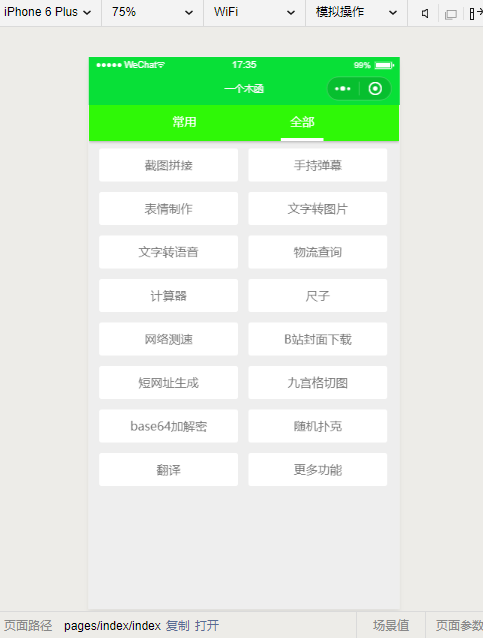 iPhone 6 Plus 75% WiFi 模拟操作
WeChat 17:35 99%
一个木函
常用 全部
截图拼接 手持弹幕
表情制作 文字转图片
文字转语音 物流查询
计算器 尺子
网络测速 B站封面下载
短网址生成 九宫格切图
base64加解密 随机扑克
翻译 更多功能
页面路径 pages/index/index 复制 打开 场景值 页面参数